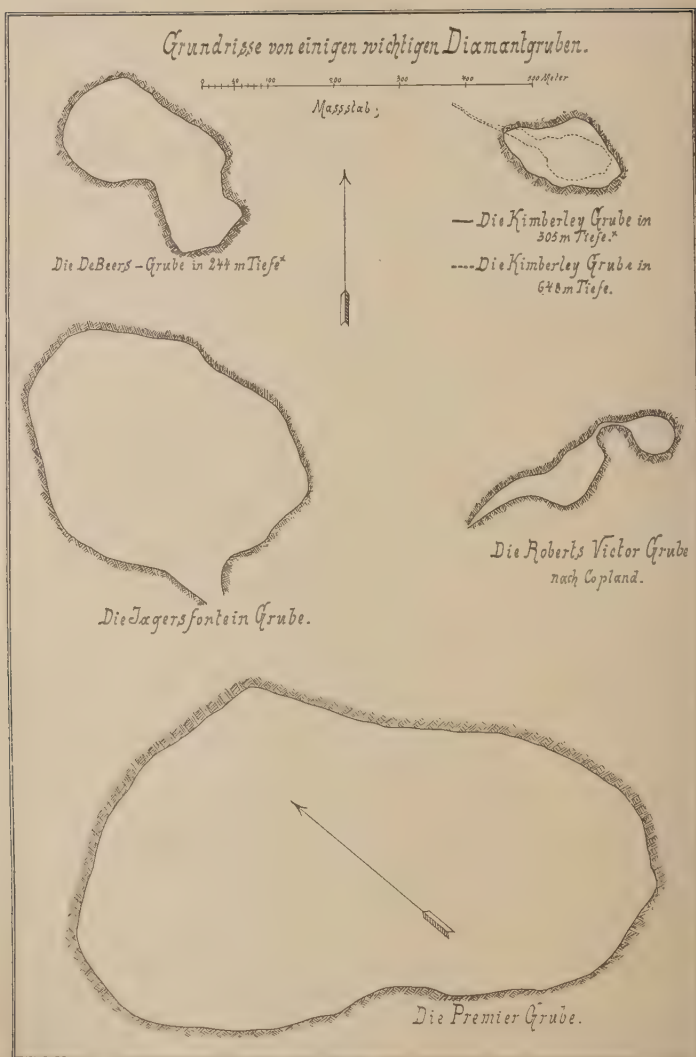 Grundrisse von einigen wichtigen Diamantgruben.
0 50 100 200 300 400 500 Meter
Massstab;
Die DeBeers – Grube in 244 m Tiefe*
— Die Kimberley Grube in
305 m Tiefe.*
---- Die Kimberley Grube in
648 m Tiefe.
Die Jagersfontein Grube.
Die Roberts Victor Grube
nach Copland.
Die Premier Grube.